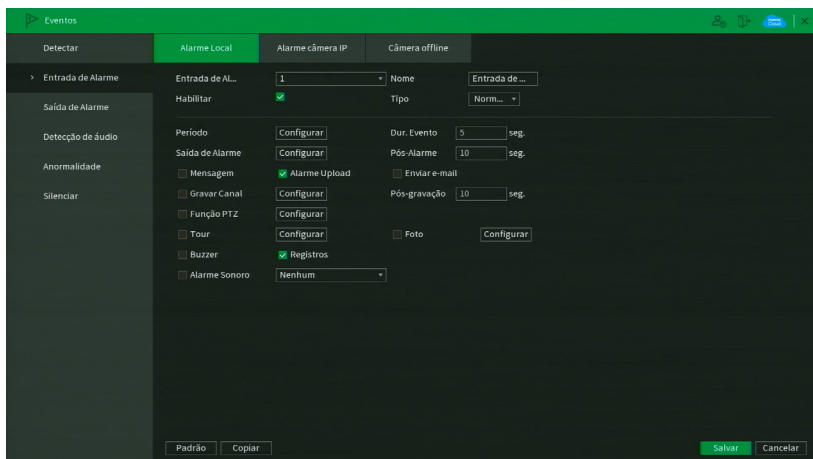 Eventos
Detectar
Entrada de Alarme
Saída de Alarme
Detecção de áudio
Anormalidade
Silenciar
Alarme Local Alarme câmera IP Câmera offline
Entrada de Al... 1 Nome Entrada de ...
Habilitar Tipo Norm...
Período Configurar Dur. Evento 5 seg.
Saída de Alarme Configurar Pós-Alarme 10 seg.
Mensagem Alarme Upload Enviar e-mail
Gravar Canal Configurar Pós-gravação 10 seg.
Função PTZ Configurar
Tour Configurar Foto Configurar
Buzzer Registros
Alarme Sonoro Nenhum
Padrão Copiar Salvar Cancelar